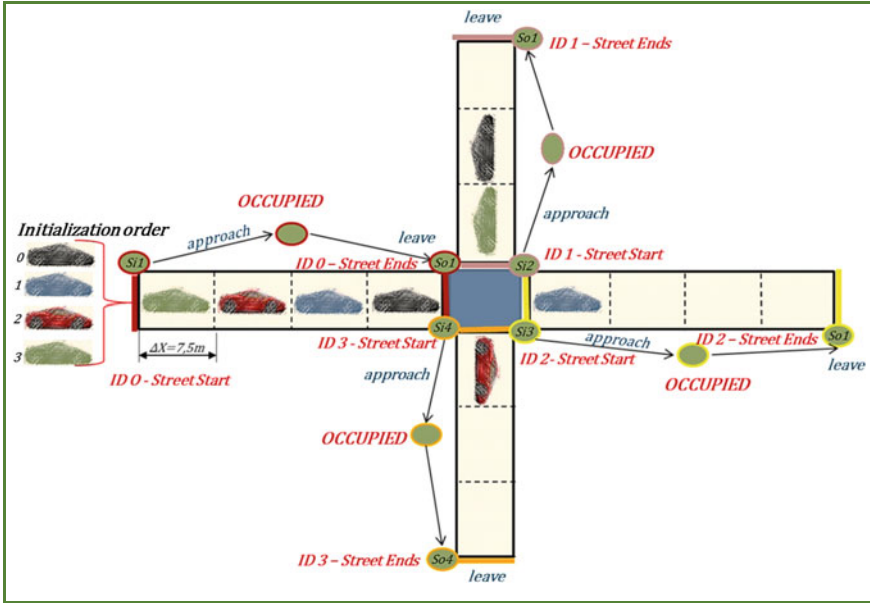 leave
So1
ID 1 – Street Ends
OCCUPIED
OCCUPIED
Initialization order
approach
leave
approach
0
1
2
3
Si1
ID 0 – Street Ends
So1
Si2
ID 1 - Street Start
ΔX=7,5m
ID 0 - Street Start
ID 3 - Street Start
Si4
Si3
ID 2- Street Start
approach
ID 2 – Street Ends
So1
approach
OCCUPIED
leave
OCCUPIED
ID 3 – Street Ends
So4
leave